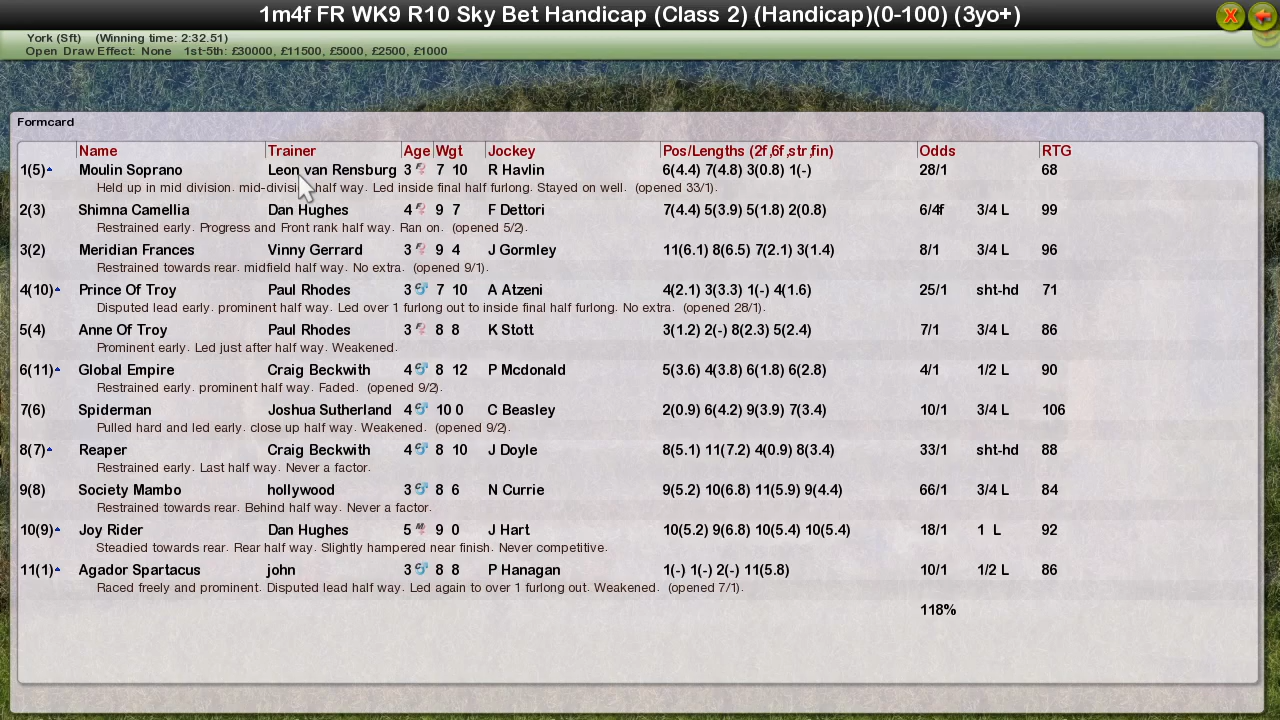 1m4f FR WK9 R10 Sky Bet Handicap (Class 2) (Handicap)(0-100) (3yo+)
York (Sft) (Winning time: 2:32.51)
Open Draw Effect: None 1st-5th: £30000, £11500, £5000, £2500, £1000
Formcard
Name Trainer Age Wgt Jockey Pos/Lengths (2f,6f,str,fin) Odds RTG
1(5) Moulin Soprano Leon van Rensburg 3 7 10 R Havlin 6(4.4) 7(4.8) 3(0.8) 1(-) 28/1 68
Held up in mid division. mid-division half way. Led inside final half furlong. Stayed on well. (opened 33/1).
2(3) Shimna Camellia Dan Hughes 4 9 7 F Dettori 7(4.4) 5(3.9) 5(1.8) 2(0.8) 6/4f 3/4 L 99
Restrained early. Progress and Front rank half way. Ran on. (opened 5/2).
3(2) Meridian Frances Vinny Gerrard 3 9 4 J Gormley 11(6.1) 8(6.5) 7(2.1) 3(1.4) 8/1 3/4 L 96
Restrained towards rear. midfield half way. No extra. (opened 9/1).
4(10) Prince Of Troy Paul Rhodes 3 7 10 A Atzeni 4(2.1) 3(3.3) 1(-) 4(1.6) 25/1 sht-hd 71
Disputed lead early. prominent half way. Led over 1 furlong out to inside final half furlong. No extra. (opened 28/1).
5(4) Anne Of Troy Paul Rhodes 3 8 8 K Stott 3(1.2) 2(-) 8(2.3) 5(2.4) 7/1 3/4 L 86
Prominent early. Led just after half way. Weakened.
6(11) Global Empire Craig Beckwith 4 8 12 P Mcdonald 5(3.6) 4(3.8) 6(1.8) 6(2.8) 4/1 1/2 L 90
Restrained early. prominent half way. Faded. (opened 9/2).
7(6) Spiderman Joshua Sutherland 4 10 0 C Beasley 2(0.9) 6(4.2) 9(3.9) 7(3.4) 10/1 3/4 L 106
Pulled hard and led early. close up half way. Weakened. (opened 9/2).
8(7) Reaper Craig Beckwith 4 8 10 J Doyle 8(5.1) 11(7.2) 4(0.9) 8(3.4) 33/1 sht-hd 88
Restrained early. Last half way. Never a factor.
9(8) Society Mambo hollywood 3 8 6 N Currie 9(5.2) 10(6.8) 11(5.9) 9(4.4) 66/1 3/4 L 84
Restrained towards rear. Behind half way. Never a factor.
10(9) Joy Rider Dan Hughes 5 9 0 J Hart 10(5.2) 9(6.8) 10(5.4) 10(5.4) 18/1 1 L 92
Steadied towards rear. Rear half way. Slightly hampered near finish. Never competitive.
11(1) Agador Spartacus john 3 8 8 P Hanagan 1(-) 1(-) 2(-) 11(5.8) 10/1 1/2 L 86
Raced freely and prominent. Disputed lead half way. Led again to over 1 furlong out. Weakened. (opened 7/1).
118%